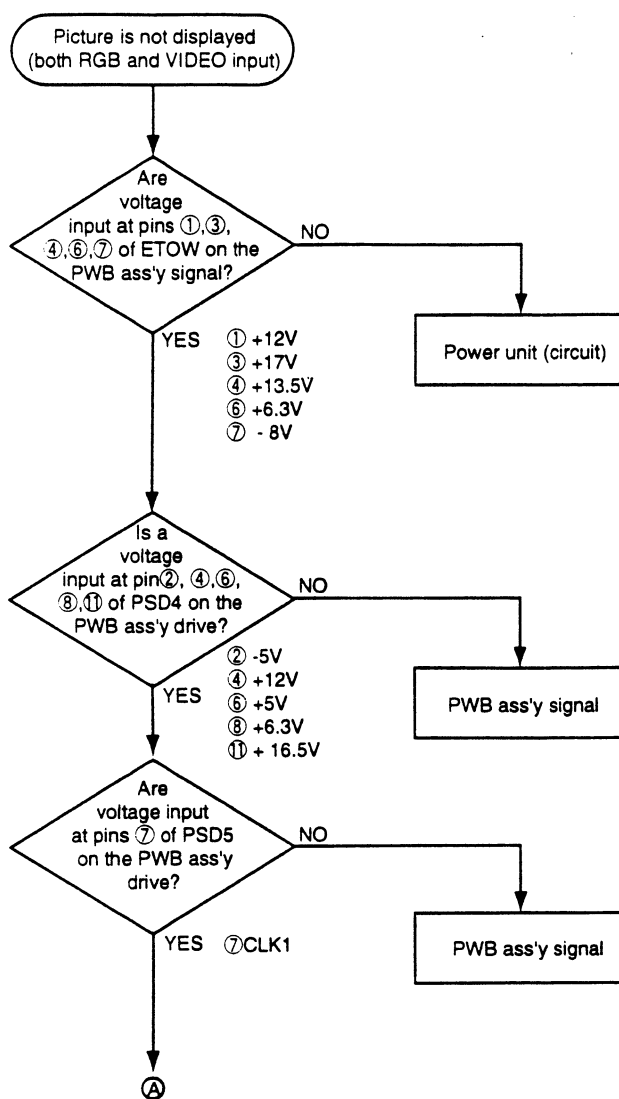 Picture is not displayed
(both RGB and VIDEO input)
Are
voltage
input at pins ①,③,
④,⑥,⑦ of ETOW on the
PWB ass'y signal?
NO
Power unit (circuit)
YES
① +12V
③ +17V
④ +13.5V
⑥ +6.3V
⑦ - 8V
Is a
voltage
input at pin②, ④,⑥,
⑧,⑪ of PSD4 on the
PWB ass'y drive?
NO
PWB ass'y signal
YES
② -5V
④ +12V
⑥ +5V
⑧ +6.3V
⑪ + 16.5V
Are
voltage input
at pins ⑦ of PSD5
on the PWB ass'y
drive?
NO
PWB ass'y signal
YES ⑦CLK1
Ⓐ